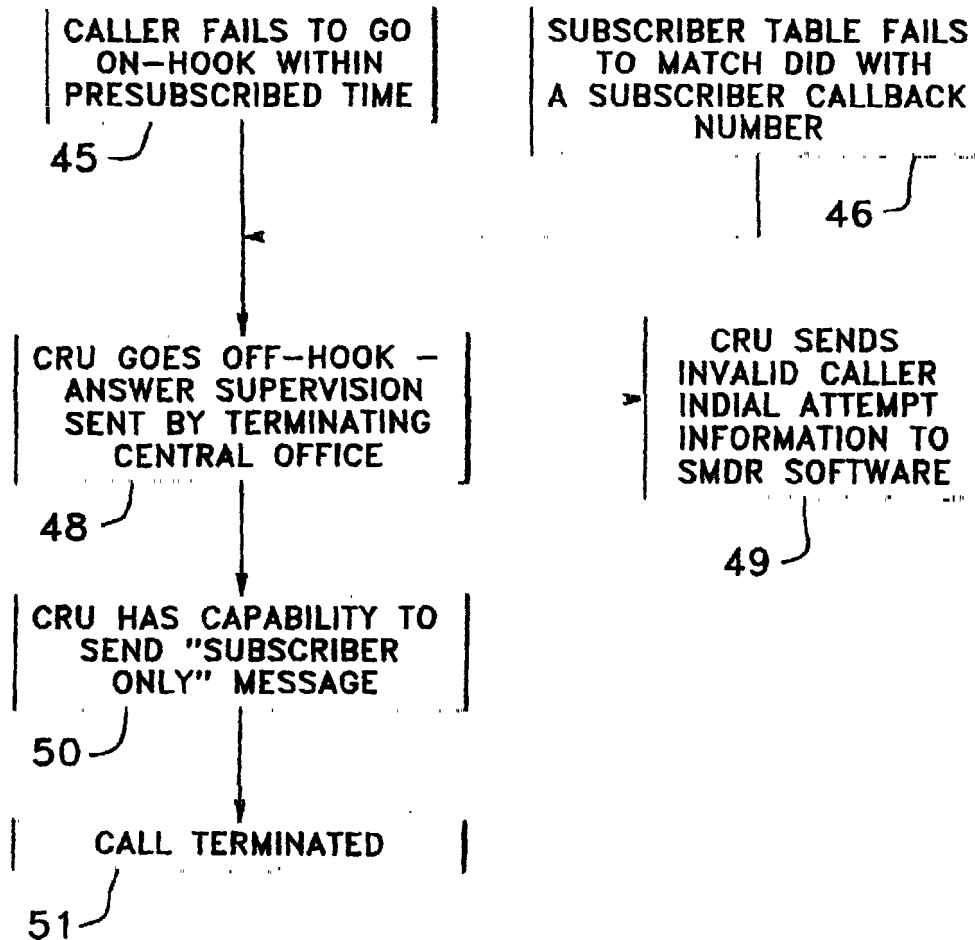 CALLER FAILS TO GO
ON-HOOK WITHIN
PRESUBSCRIBED TIME
45
SUBSCRIBER TABLE FAILS
TO MATCH DID WITH
A SUBSCRIBER CALLBACK
NUMBER
46
CRU GOES OFF-HOOK -
ANSWER SUPERVISION
SENT BY TERMINATING
CENTRAL OFFICE
48
CRU SENDS
INVALID CALLER
INDIAL ATTEMPT
INFORMATION TO
SMDR SOFTWARE
49
CRU HAS CAPABILITY TO
SEND "SUBSCRIBER
ONLY" MESSAGE
50
CALL TERMINATED
51